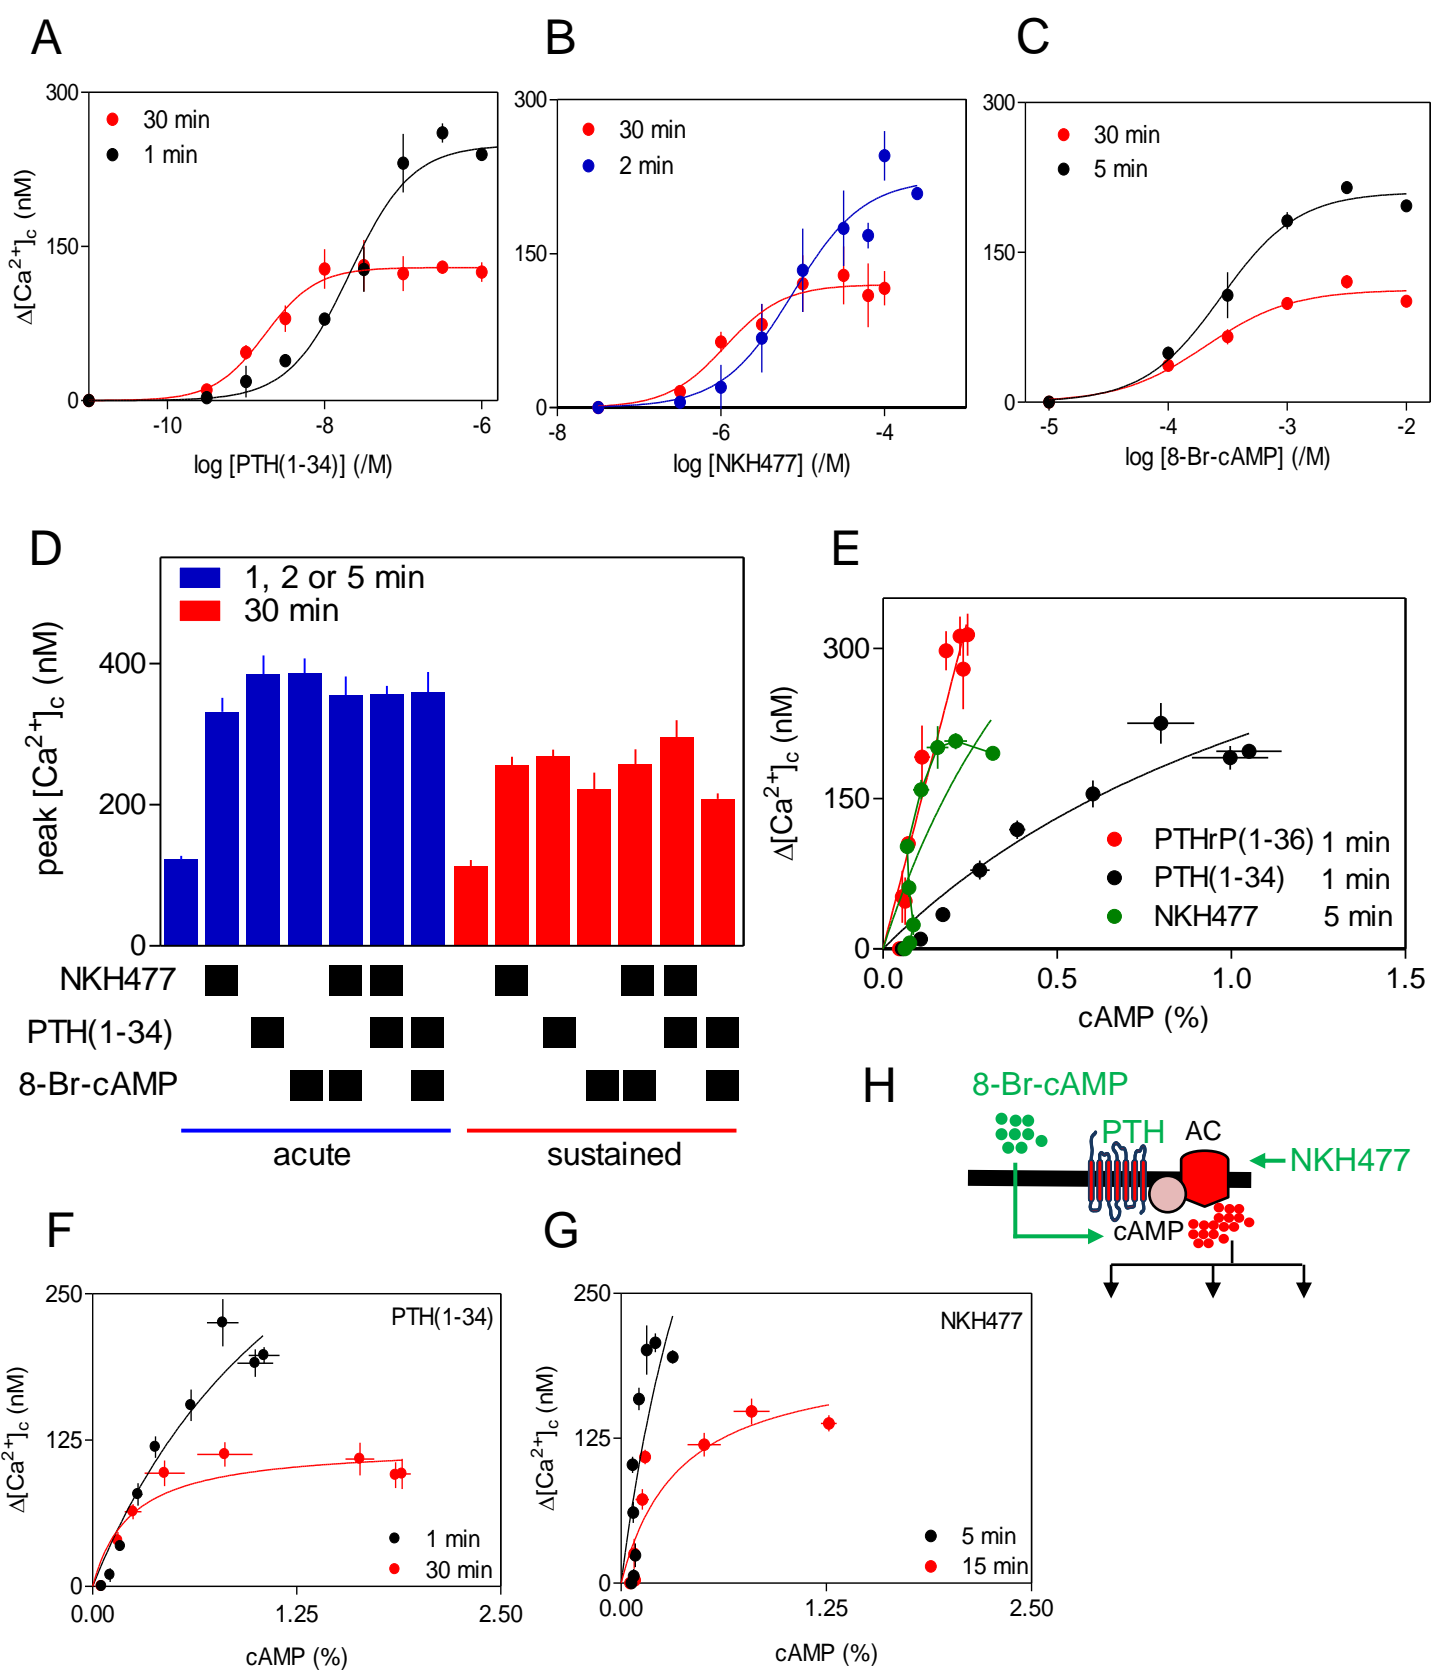 A
300
150
0
Δ[Ca²⁺]c (nM)
30 min
1 min
-10
-8
-6
log [PTH(1-34)] (/M)
B
300
150
0
30 min
2 min
-8
-6
-4
log [NKH477] (/M)
C
300
150
0
30 min
5 min
-5
-4
-3
-2
log [8-Br-cAMP] (/M)
D
1, 2 or 5 min
30 min
peak [Ca²⁺]c (nM)
400
200
0
NKH477
PTH(1-34)
8-Br-cAMP
acute
sustained
E
Δ[Ca²⁺]c (nM)
300
150
0
PTHrP(1-36) 1 min
PTH(1-34) 1 min
NKH477 5 min
0.0
0.5
1.0
1.5
cAMP (%)
H
8-Br-cAMP
PTH
AC
NKH477
cAMP
F
250
125
0
Δ[Ca²⁺]c (nM)
PTH(1-34)
1 min
30 min
0.00
1.25
2.50
cAMP (%)
G
250
125
0
Δ[Ca²⁺]c (nM)
NKH477
5 min
15 min
0.00
1.25
2.50
cAMP (%)